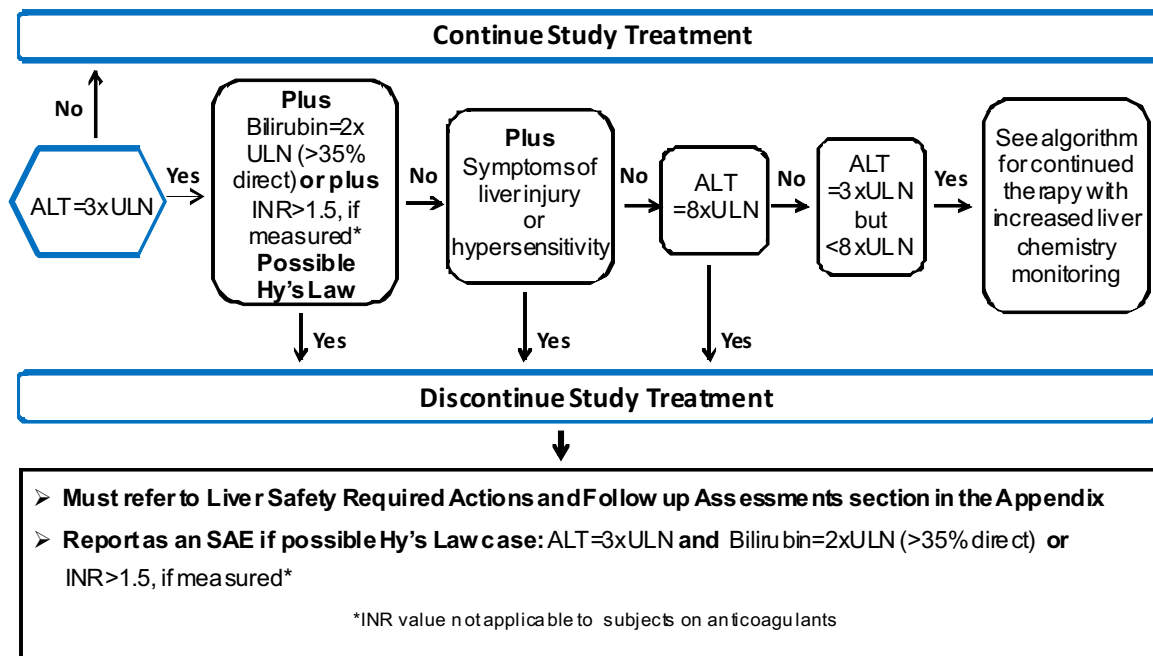 Continue Study Treatment
No
ALT=3xULN
Yes
Plus
Bilirubin=2x
ULN (>35%
direct) or plus
INR>1.5, if
measured*
Possible
Hy's Law
No
Yes
Plus
Symptoms of
liver injury
or
hypersensitivity
No
Yes
ALT
=8xULN
No
Yes
ALT
=3xULN
but
<8xULN
Yes
See algorithm
for continued
therapy with
increased liver
chemistry
monitoring
Discontinue Study Treatment
➢ Must refer to Liver Safety Required Actions and Follow up Assessments section in the Appendix
➢ Report as an SAE if possible Hy's Law case: ALT=3xULN and Bilirubin=2xULN (>35% direct) or
INR>1.5, if measured*
*INR value not applicable to subjects on anticoagulants